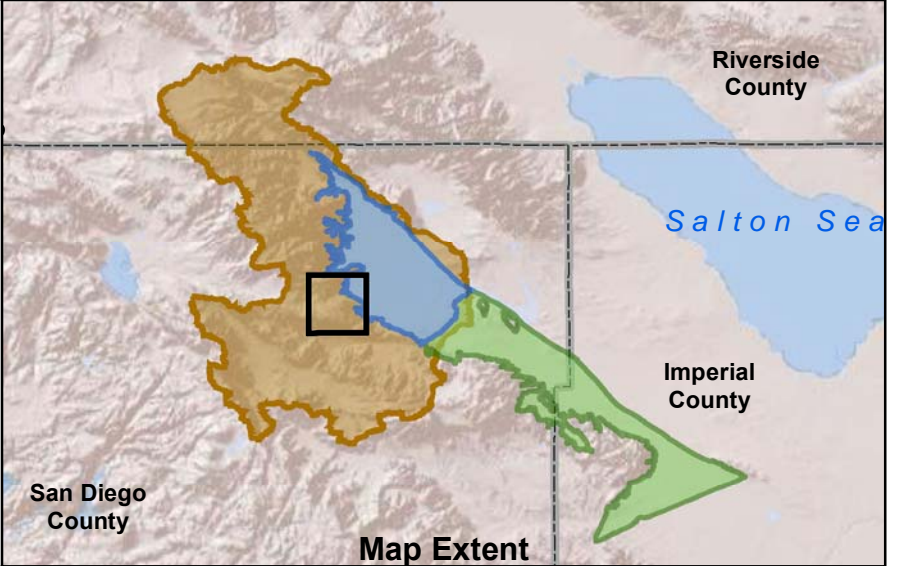 Riverside
County
Salton Sea
Imperial
County
San Diego
County
Map Extent